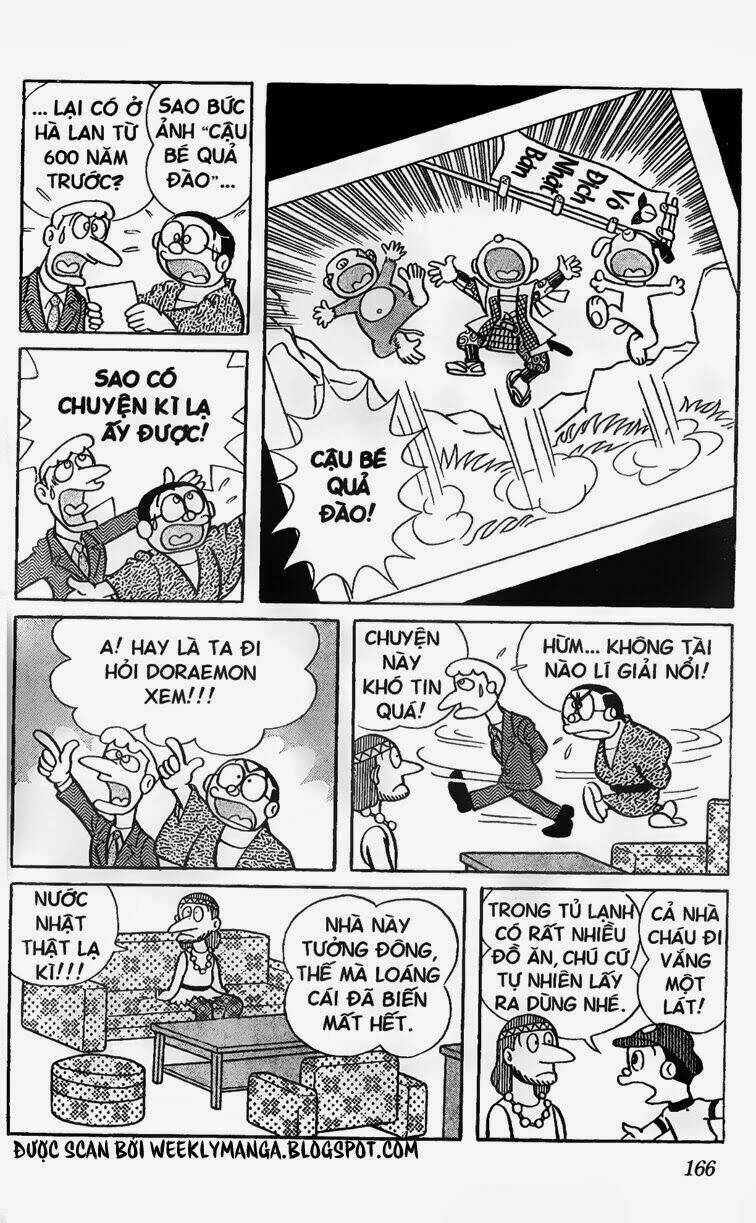 Vô
Địch
Nhật
Bản
CẬU BÉ
QUẢ
ĐÀO!
SAO BỨC
ẢNH "CẬU
BÉ QUẢ
ĐÀO"...
... LẠI CÓ Ở
HÀ LAN TỪ
600 NĂM
TRƯỚC?
SAO CÓ
CHUYỆN KÌ LẠ
ẤY ĐƯỢC!
HỪM... KHÔNG TÀI
NÀO LÍ GIẢI NỔI!
CHUYỆN
NÀY
KHÓ TIN
QUÁ!
A! HAY LÀ TA ĐI
HỎI DORAEMON
XEM!!!
CẢ NHÀ
CHÁU ĐI
VẮNG
MỘT
LÁT!
TRONG TỦ LẠNH
CÓ RẤT NHIỀU
ĐỒ ĂN, CHÚ CỨ
TỰ NHIÊN LẤY
RA DÙNG NHÉ.
NHÀ NÀY
TƯỞNG ĐÔNG,
THẾ MÀ LOÁNG
CÁI ĐÃ BIẾN
MẤT HẾT.
NƯỚC
NHẬT
THẬT LẠ
KÌ!!!
ĐƯỢC SCAN BỞI WEEKLYMANGA.BLOGSPOT.COM
166